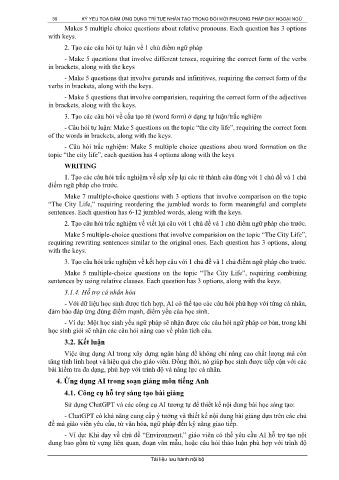 30 KỶ YẾU TỌA ĐÀM ỨNG DỤNG TRÍ TUỆ NHÂN TẠO TRONG ĐỔI MỚI PHƯƠNG PHÁP DẠY NGOẠI NGỮ
Makes 5 multiple choice questions about relative pronouns. Each question has 3 options
with keys.
2. Tạo các câu hỏi tự luận về 1 chủ điểm ngữ pháp
- Make 5 questions that involve different tenses, requiring the correct form of the verbs
in brackets, along with the keys
- Make 5 questions that involve gerunds and infinitives, requiring the correct form of the
verbs in brackets, along with the keys.
- Make 5 questions that involve comparision, requiring the correct form of the adjectives
in brackets, along with the keys.
3. Tạo các câu hỏi về cấu tạo từ (word form) ở dạng tự luận/trắc nghiệm
- Câu hỏi tự luận: Make 5 questions on the topic “the city life”, requiring the correct form
of the words in brackets, along with the keys.
- Câu hỏi trắc nghiệm: Make 5 multiple choice questions abou word formation on the
topic “the city life”, each question has 4 options along with the keys
WRITING
1. Tạo các câu hỏi trắc nghiệm về sắp xếp lại các từ thành câu đúng với 1 chủ đề và 1 chủ
điểm ngữ pháp cho trước.
Make 7 multiple-choice questions with 3 options that involve comparison on the topic
“The City Life,” requiring reordering the jumbled words to form meaningful and complete
sentences. Each question has 6-12 jumbled words, along with the keys.
2. Tạo câu hỏi trắc nghiệm về viết lại câu với 1 chủ đề và 1 chủ điểm ngữ pháp cho trước.
Make 5 multiple-choice questions that involve comparision on the topic “The City Life”,
requiring rewriting sentences similar to the original ones. Each question has 3 options, along
with the keys.
3. Tạo câu hỏi trắc nghiệm về kết hợp câu với 1 chủ đề và 1 chủ điểm ngữ pháp cho trước.
Make 5 multiple-choice questions on the topic “The City Life”, requiring combining
sentences by using relative clauses. Each question has 3 options, along with the keys.
3.1.4. Hỗ trợ cá nhân hóa
- Với dữ liệu học sinh được tích hợp, AI có thể tạo các câu hỏi phù hợp với từng cá nhân,
đảm bảo đáp ứng đúng điểm mạnh, điểm yếu của học sinh.
- Ví dụ: Một học sinh yếu ngữ pháp sẽ nhận được các câu hỏi ngữ pháp cơ bản, trong khi
học sinh giỏi sẽ nhận các câu hỏi nâng cao về phân tích câu.
3.2. Kết luận
Việc ứng dụng AI trong xây dựng ngân hàng đề không chỉ nâng cao chất lượng mà còn
tăng tính linh hoạt và hiệu quả cho giáo viên. Đồng thời, nó giúp học sinh được tiếp cận với các
bài kiểm tra đa dạng, phù hợp với trình độ và năng lực cá nhân.
4. Ứng dụng AI trong soạn giảng môn tiếng Anh
4.1. Công cụ hỗ trợ sáng tạo bài giảng
Sử dụng ChatGPT và các công cụ AI tương tự để thiết kế nội dung bài học sáng tạo:
- ChatGPT có khả năng cung cấp ý tưởng và thiết kế nội dung bài giảng dựa trên các chủ
đề mà giáo viên yêu cầu, từ văn hóa, ngữ pháp đến kỹ năng giao tiếp.
- Ví dụ: Khi dạy về chủ đề “Environment,” giáo viên có thể yêu cầu AI hỗ trợ tạo nội
dung bao gồm từ vựng liên quan, đoạn văn mẫu, hoặc câu hỏi thảo luận phù hợp với trình độ
Tài liệu lưu hành nội bộ